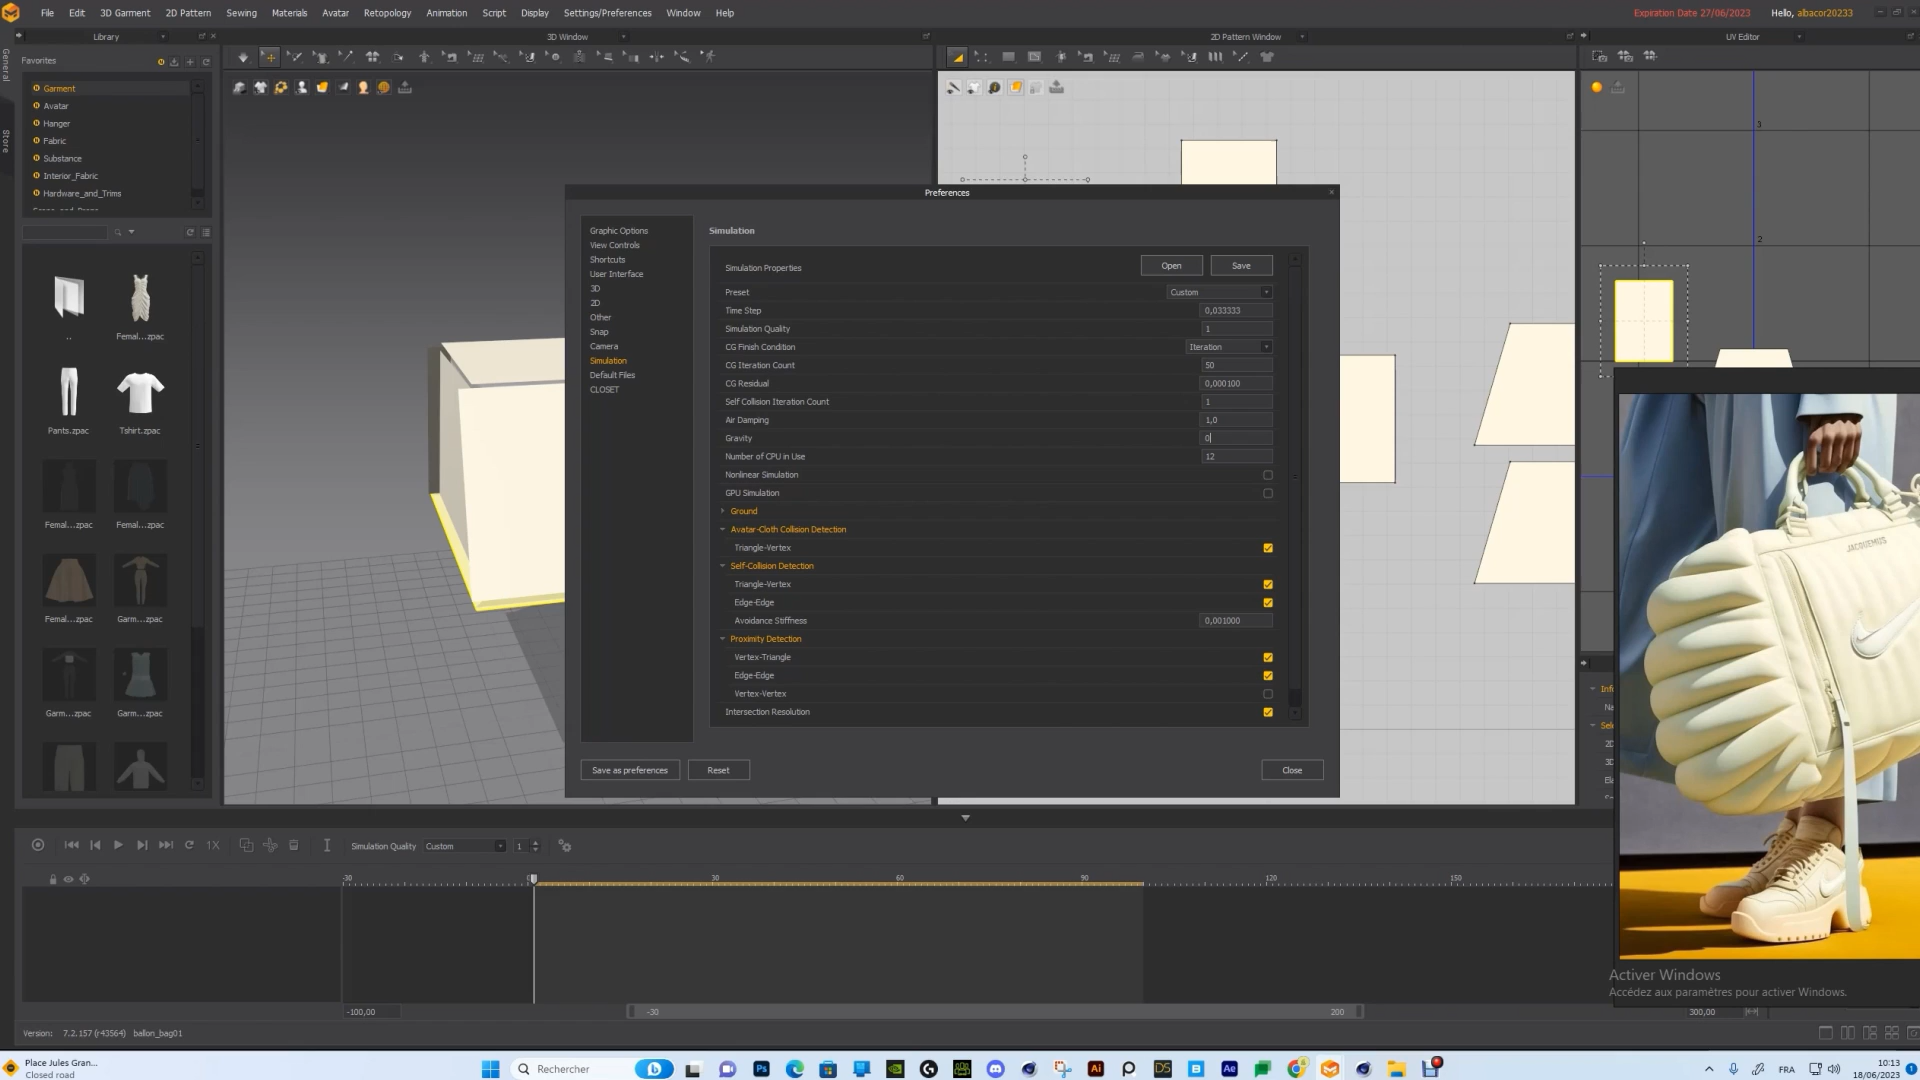 File Edit 3D Garment 2D Pattern Sewing Materials Avatar Retopology Animation Script Display Settings/Preferences Window Help
Expiration Date 27/06/2023 Hello, albacor20233
Library
3D Window
2D Pattern Window
UV Editor
General
Store
Favorites
Garment
Avatar
Hanger
Fabric
Substance
Interior_Fabric
Hardware_and_Trims
..
Femal...zpac
Pants.zpac
Tshirt.zpac
Femal...zpac
Femal...zpac
Femal...zpac
Garm...zpac
Garm...zpac
Garm...zpac
3
2
Preferences
Graphic Options
View Controls
Shortcuts
User Interface
3D
2D
Other
Snap
Camera
Simulation
Default Files
CLOSET
Simulation
Simulation Properties Open Save
Preset Custom
Time Step 0,033333
Simulation Quality 1
CG Finish Condition Iteration
CG Iteration Count 50
CG Residual 0,000100
Self Collision Iteration Count 1
Air Damping 1,0
Gravity 0
Number of CPU in Use 12
Nonlinear Simulation
GPU Simulation
Ground
Avatar-Cloth Collision Detection
Triangle-Vertex
Self-Collision Detection
Triangle-Vertex
Edge-Edge
Avoidance Stiffness 0,001000
Proximity Detection
Vertex-Triangle
Edge-Edge
Vertex-Vertex
Intersection Resolution
Save as preferences Reset Close
JACQUEMUS
1X Simulation Quality Custom 1
-30 0 30 60 90 120 150
-100,00 -30 200 300,00
Activer Windows
Accédez aux paramètres pour activer Windows.
Version: 7.2.157 (r43564) ballon_bag01
Place Jules Gran...
Closed road
Rechercher
FRA
10:13
18/06/2023